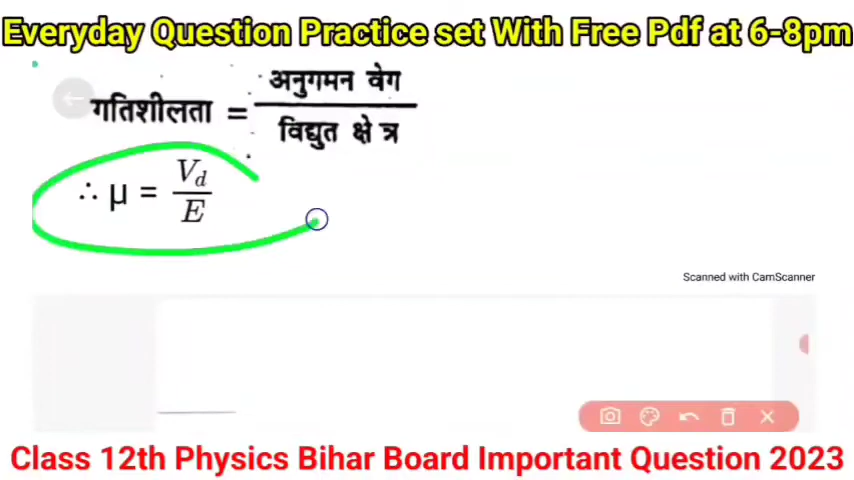 Everyday Question Practice set With Free Pdf at 6-8pm
गतिशीलता = अनुगमन वेग / विद्युत क्षेत्र
∴ μ = V_d / E
Scanned with CamScanner
Class 12th Physics Bihar Board Important Question 2023